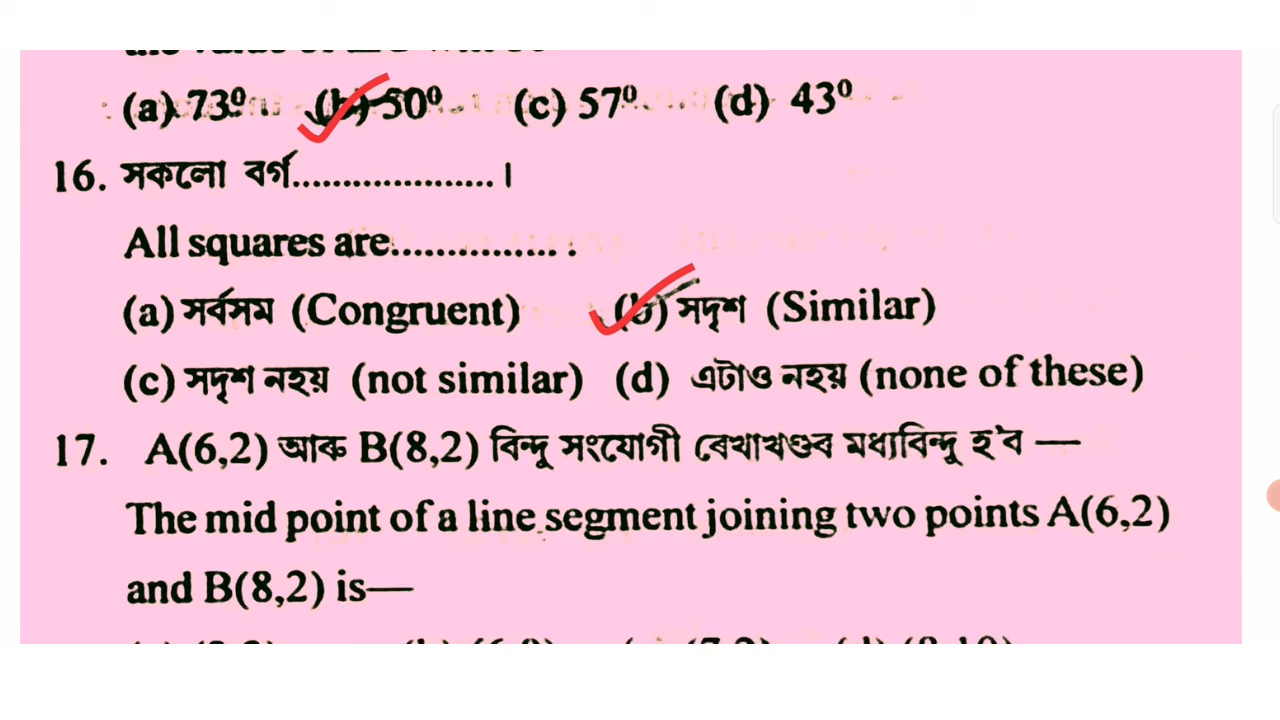 (a) 73⁰ (b) 50⁰ (c) 57⁰ (d) 43⁰
16. সকলো বৰ্গ.....................।
All squares are................ .
(a) সৰ্বসম (Congruent) (b) সদৃশ (Similar)
(c) সদৃশ নহয় (not similar) (d) এটাও নহয় (none of these)
17. A(6,2) আৰু B(8,2) বিন্দু সংযোগী ৰেখাখণ্ডৰ মধ্যবিন্দু হ'ব —
The mid point of a line segment joining two points A(6,2)
and B(8,2) is—